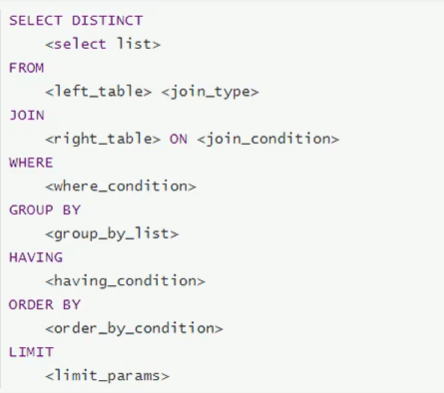 SELECT DISTINCT
    <select list>
FROM
    <left_table> <join_type>
JOIN
    <right_table> ON <join_condition>
WHERE
    <where_condition>
GROUP BY
    <group_by_list>
HAVING
    <having_condition>
ORDER BY
    <order_by_condition>
LIMIT
    <limit_params>